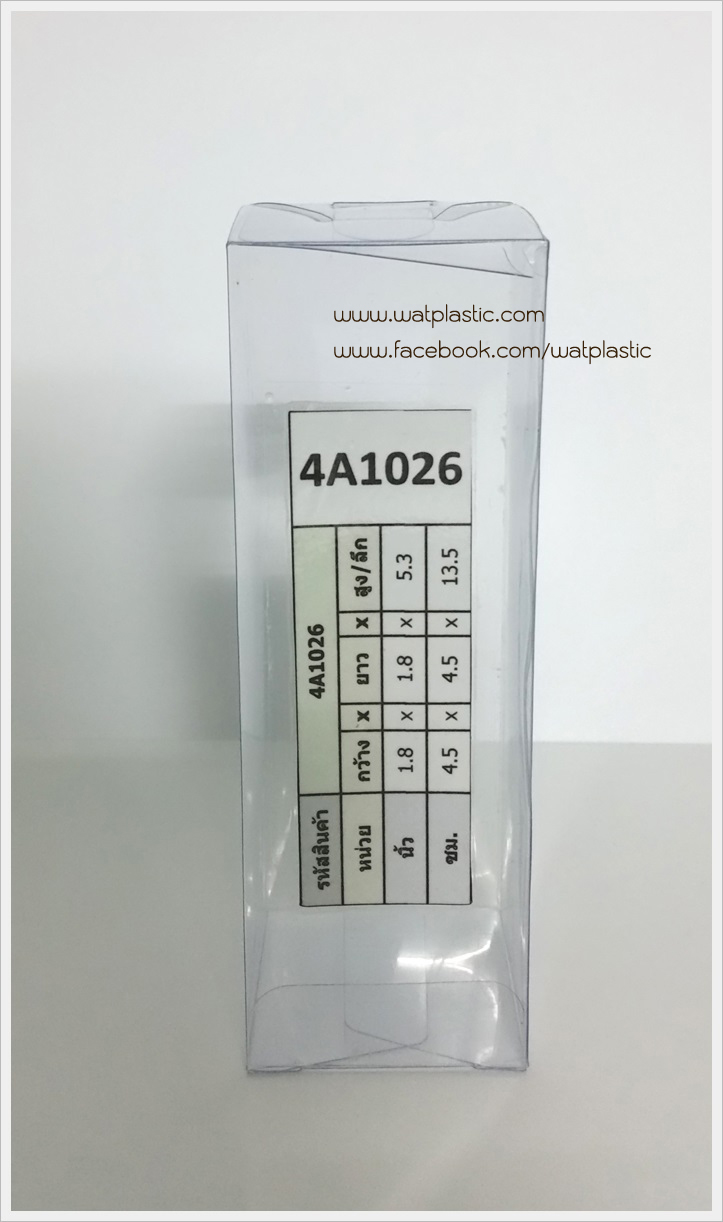 www.watplastic.com
www.facebook.com/watplastic
4A1026
รหัสสินค้า 4A1026
หน่วย กว้าง x ยาว x สูง/ลึก
นิ้ว 1.8 x 1.8 x 5.3
ซม. 4.5 x 4.5 x 13.5